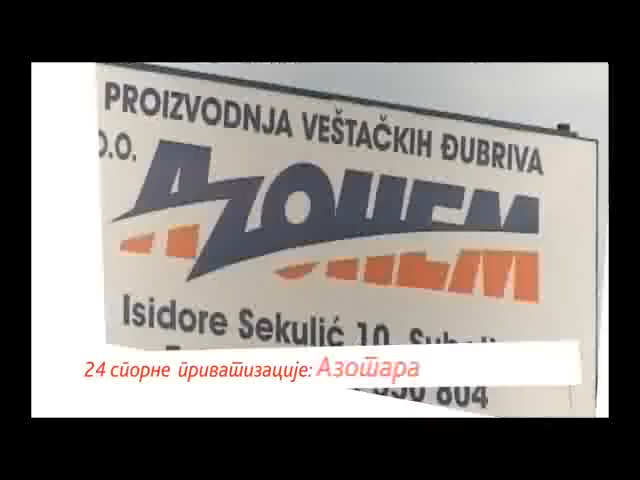 PROIZVODNJA VEŠTAČKIH ĐUBRIVA
D.O.
AZOHEM
Isidore Sekulić 10,
24 спорне приватизације: Азотара
804